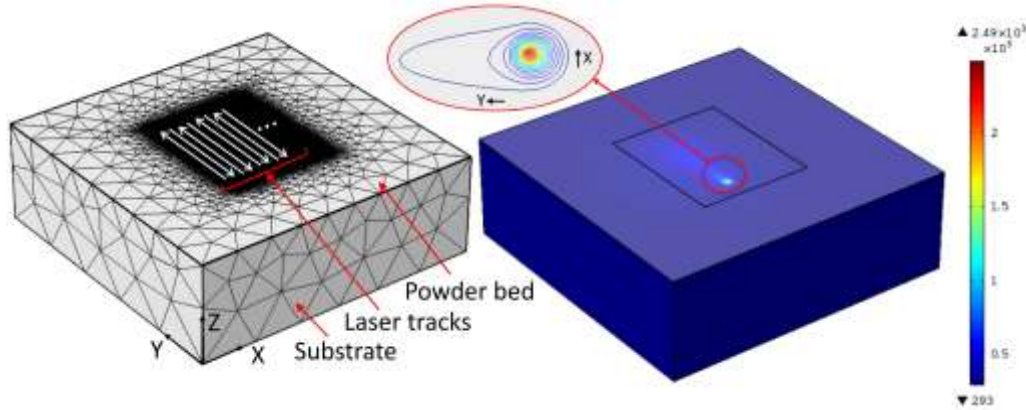 ▲ 2.49×10³
×10³
X
Y
2
1.5
1
0.5
▼ 293
...
Powder bed
Laser tracks
Substrate
Z
Y
X